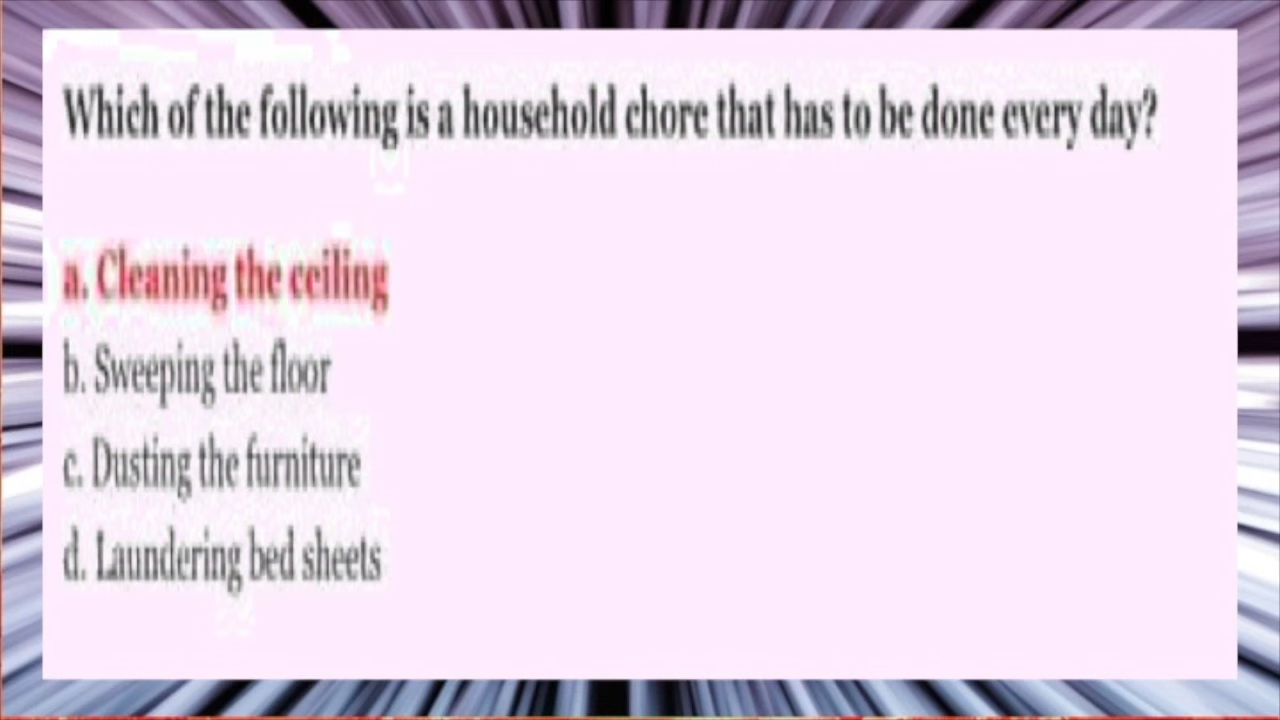 Which of the following is a household chore that has to be done every day?
a. Cleaning the ceiling
b. Sweeping the floor
c. Dusting the furniture
d. Laundering bed sheets